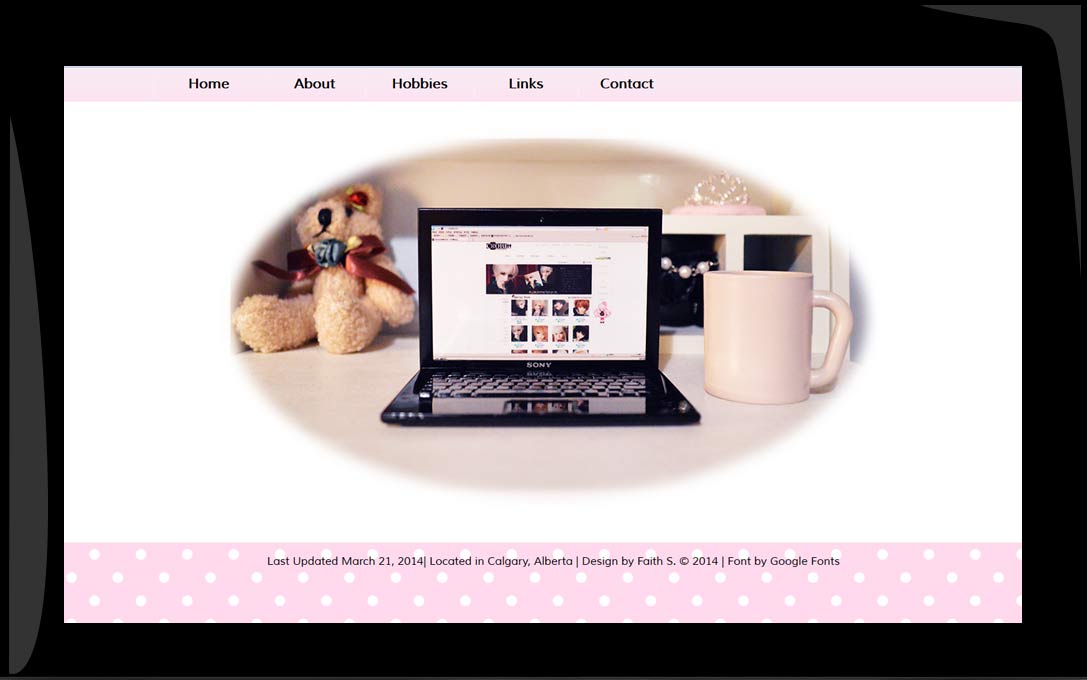 Home About Hobbies Links Contact
SONY
Last Updated March 21, 2014| Located in Calgary, Alberta | Design by Faith S. © 2014 | Font by Google Fonts